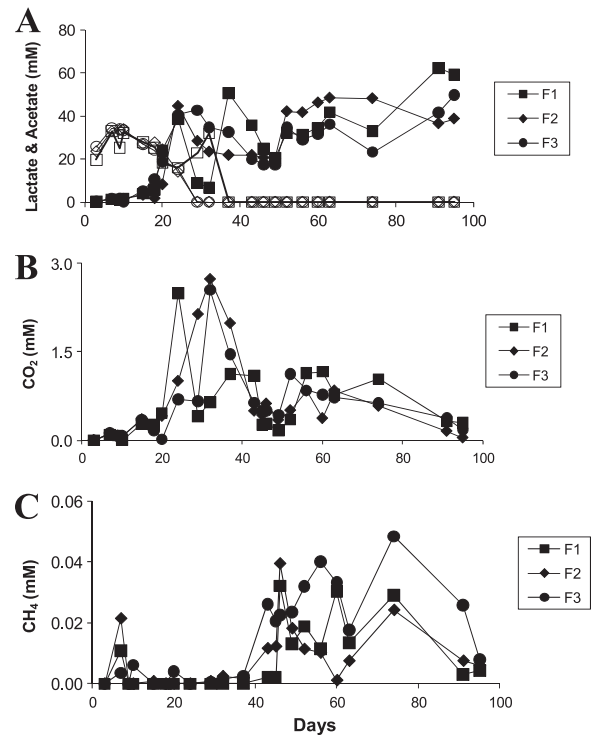 A
Lactate & Acetate (mM)
80
60
40
20
0
0 20 40 60 80 100
F1
F2
F3
B
CO2 (mM)
3.0
1.5
0.0
0 20 40 60 80 100
F1
F2
F3
C
CH4 (mM)
0.06
0.04
0.02
0.00
0 20 40 60 80 100
Days
F1
F2
F3